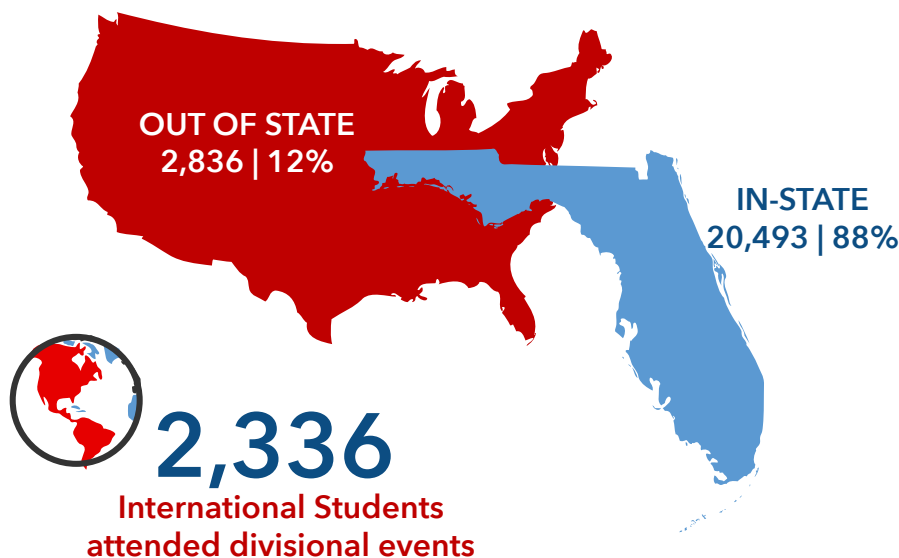 OUT OF STATE
2,836 | 12%
IN-STATE
20,493 | 88%
2,336
International Students
attended divisional events